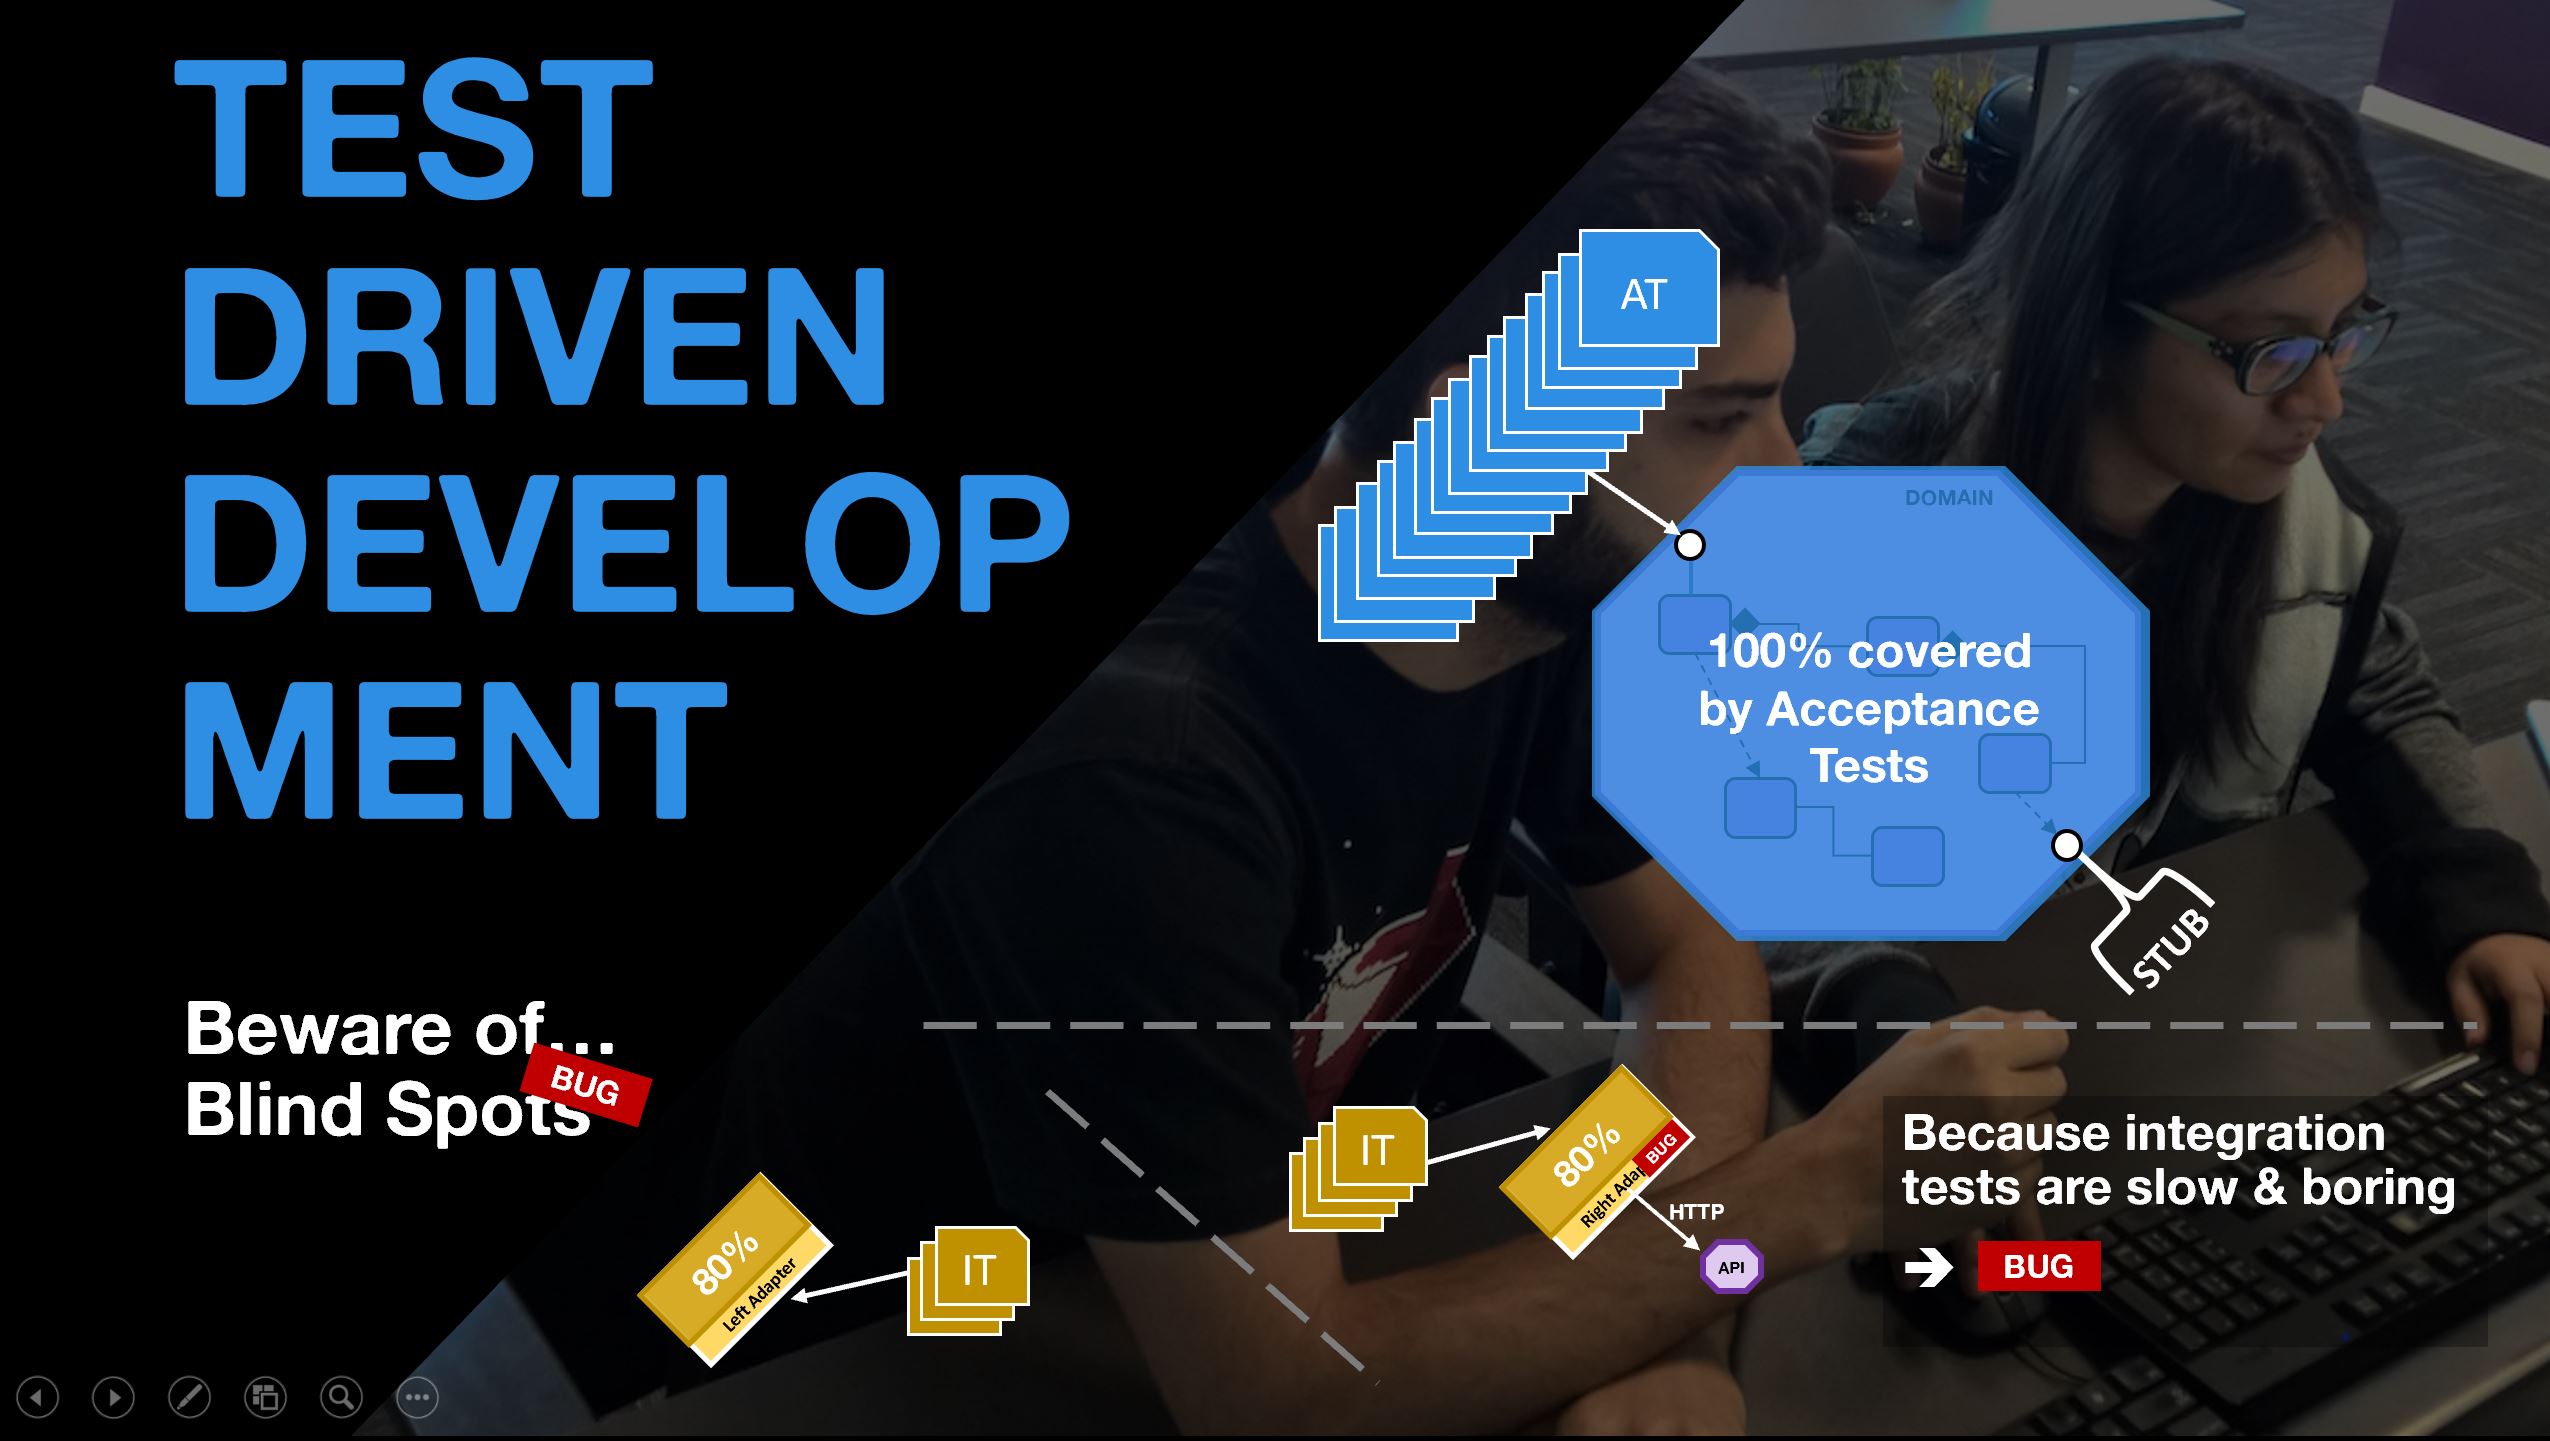 TEST
DRIVEN
DEVELOP
MENT
AT
DOMAIN
100% covered
by Acceptance
Tests
STUB
Beware of...
BUG
Blind Spots
IT
80%
BUG
HTTP
API
80%
Left Adapter
IT
Because integration
tests are slow & boring
BUG